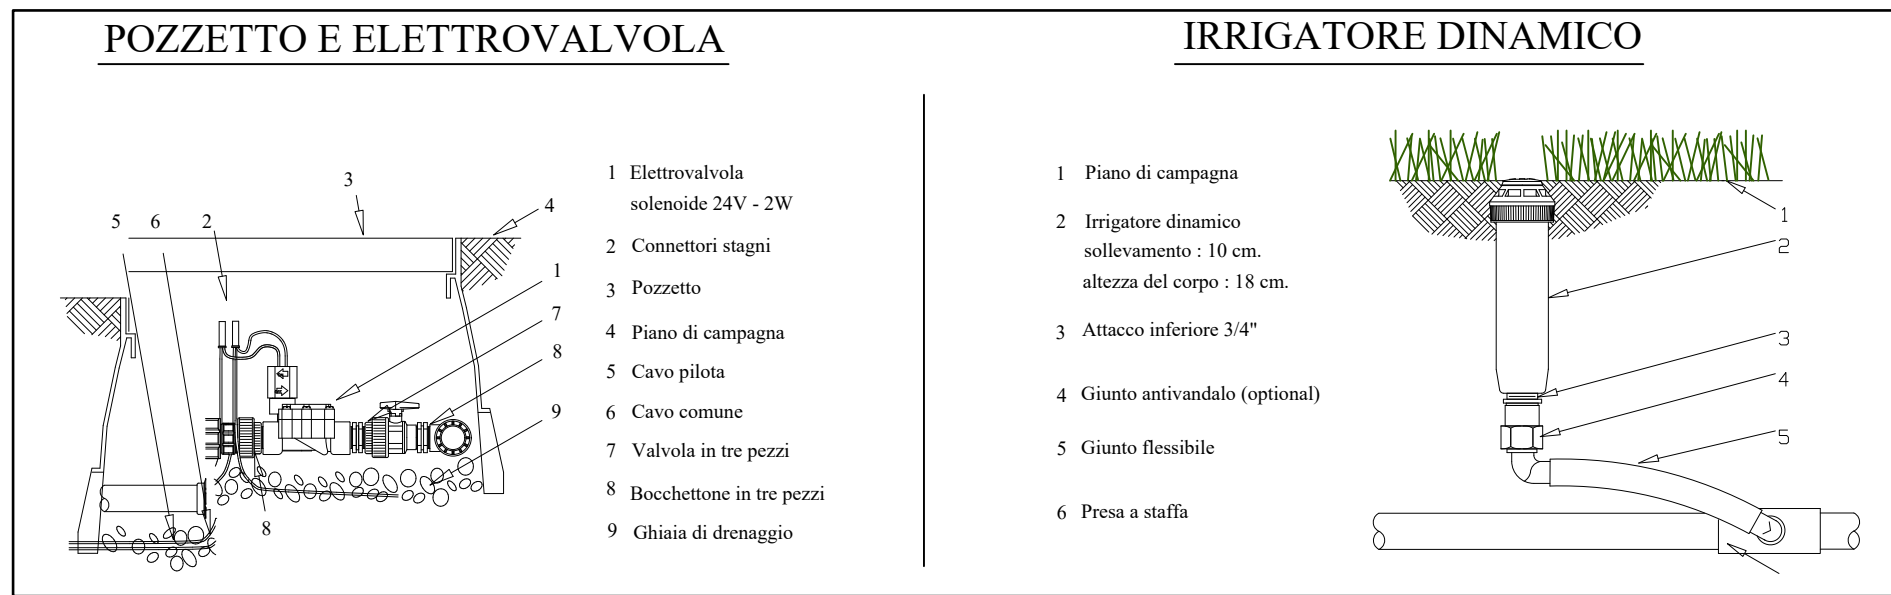 POZZETTO E ELETTROVALVOLA
3
4
5 6 2
1
7
8
9
8
1 Elettrovalvola
solenoide 24V - 2W
2 Connettori stagni
3 Pozzetto
4 Piano di campagna
5 Cavo pilota
6 Cavo comune
7 Valvola in tre pezzi
8 Bocchettone in tre pezzi
9 Ghiaia di drenaggio
IRRIGATORE DINAMICO
1 Piano di campagna
2 Irrigatore dinamico
sollevamento : 10 cm.
altezza del corpo : 18 cm.
3 Attacco inferiore 3/4"
4 Giunto antivandalo (optional)
5 Giunto flessibile
6 Presa a staffa
1
2
3
4
5